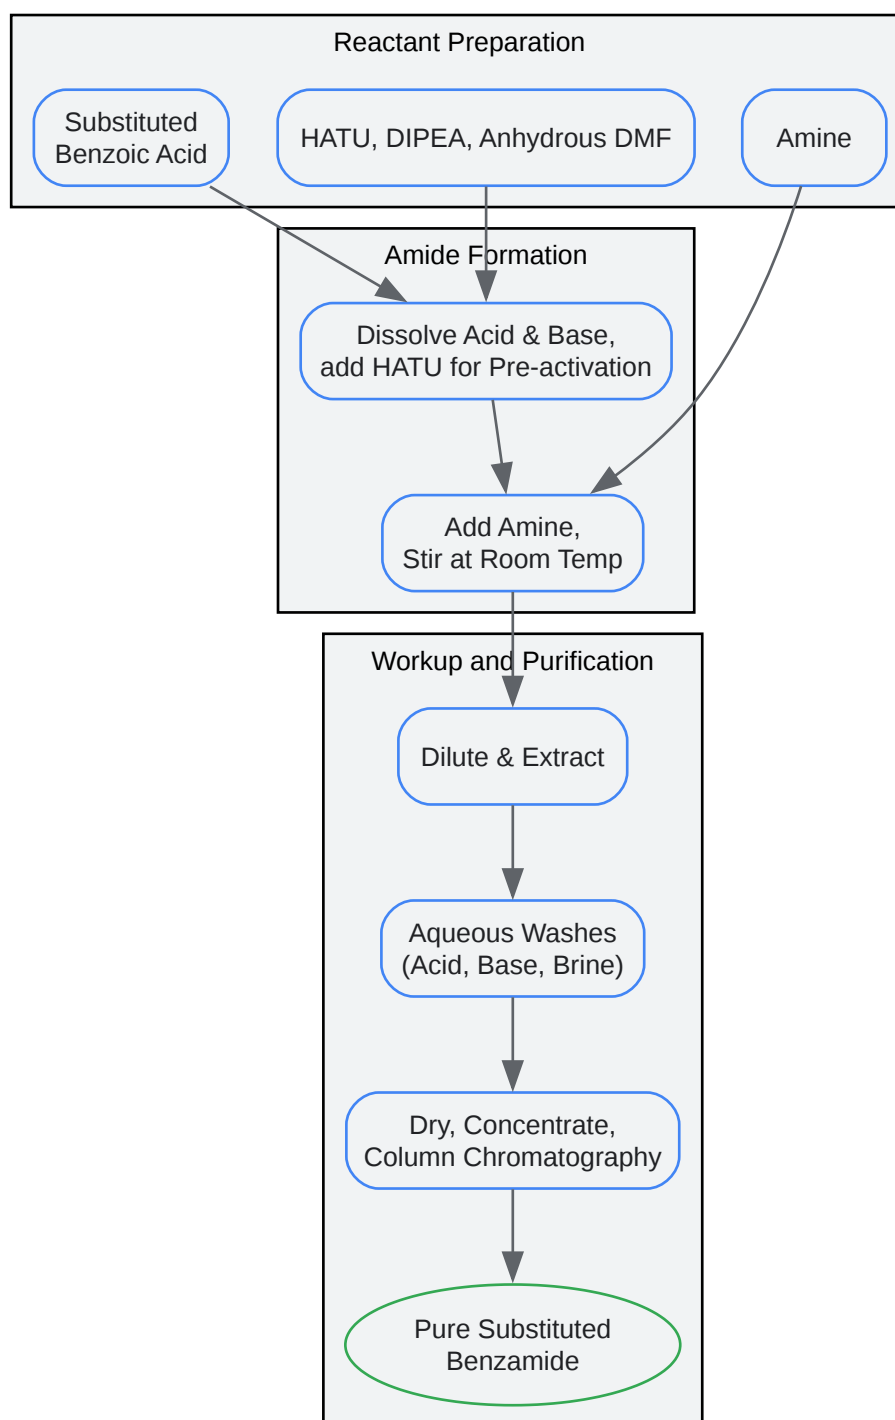 Reactant Preparation
Substituted
Benzoic Acid
HATU, DIPEA, Anhydrous DMF
Amine
Amide Formation
Dissolve Acid & Base,
add HATU for Pre-activation
Add Amine,
Stir at Room Temp
Workup and Purification
Dilute & Extract
Aqueous Washes
(Acid, Base, Brine)
Dry, Concentrate,
Column Chromatography
Pure Substituted
Benzamide